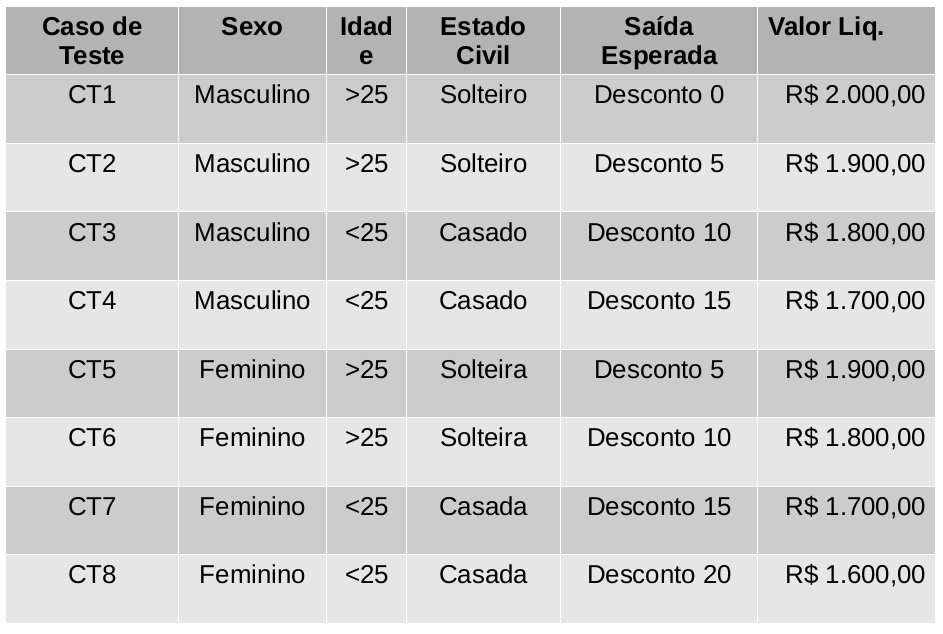 Caso de Teste Sexo Idad e Estado Civil Saída Esperada Valor Liq.
CT1 Masculino >25 Solteiro Desconto 0 R$ 2.000,00
CT2 Masculino >25 Solteiro Desconto 5 R$ 1.900,00
CT3 Masculino <25 Casado Desconto 10 R$ 1.800,00
CT4 Masculino <25 Casado Desconto 15 R$ 1.700,00
CT5 Feminino >25 Solteira Desconto 5 R$ 1.900,00
CT6 Feminino >25 Solteira Desconto 10 R$ 1.800,00
CT7 Feminino <25 Casada Desconto 15 R$ 1.700,00
CT8 Feminino <25 Casada Desconto 20 R$ 1.600,00